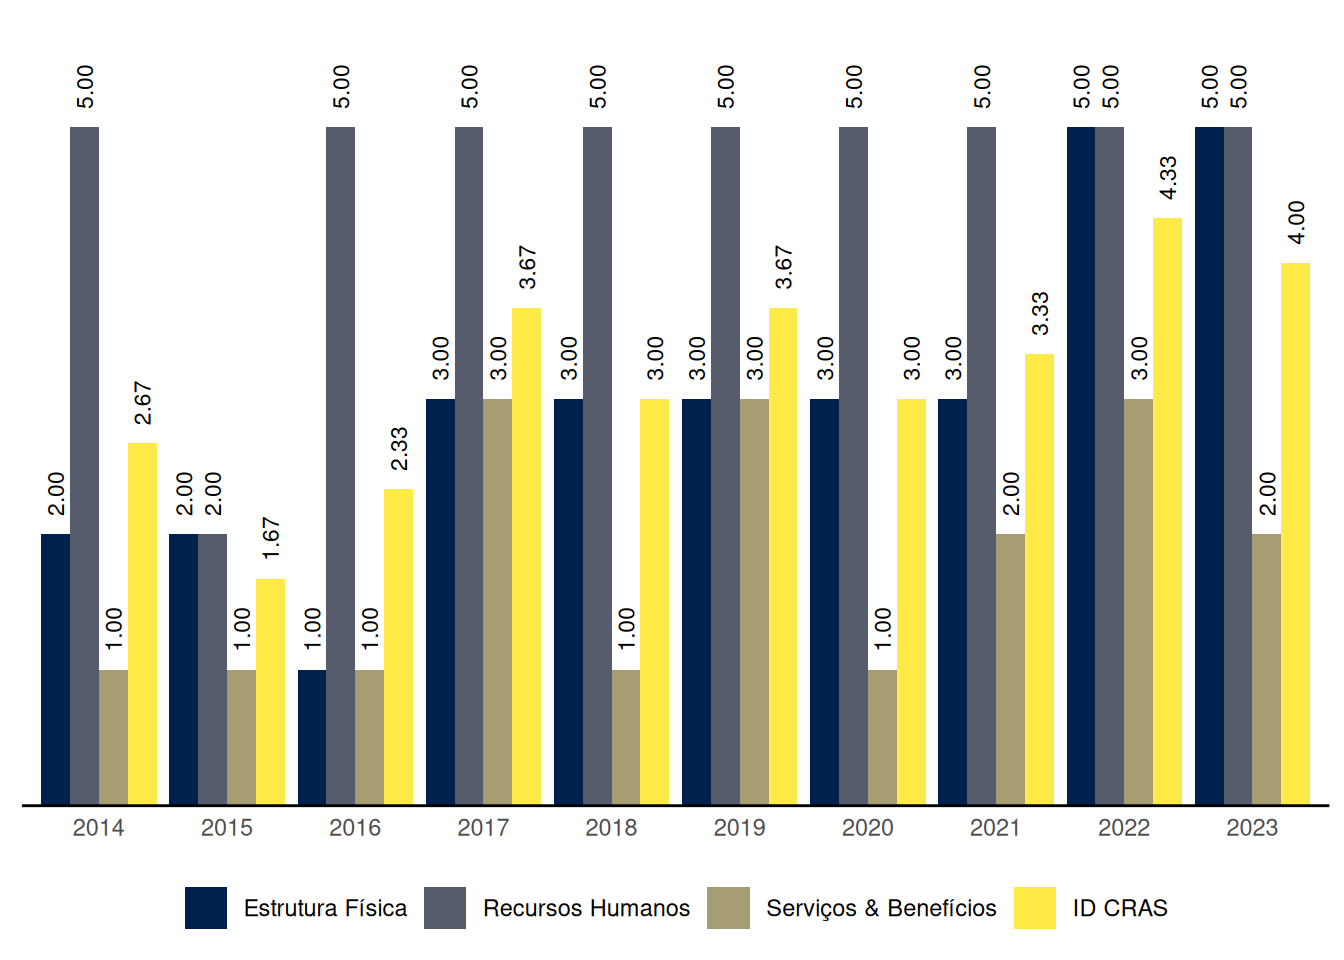 5.00 5.00 5.00 5.00 5.00 5.00 5.00 5.00 5.00 5.00 5.00
4.33
4.00
3.67 3.67
3.33
3.00 3.00 3.00 3.00 3.00 3.00 3.00 3.00 3.00 3.00
2.67
2.33
2.00 2.00 2.00 2.00 2.00
1.67
1.00 1.00 1.00 1.00 1.00 1.00
2014 2015 2016 2017 2018 2019 2020 2021 2022 2023
Estrutura Física Recursos Humanos Serviços & Benefícios ID CRAS